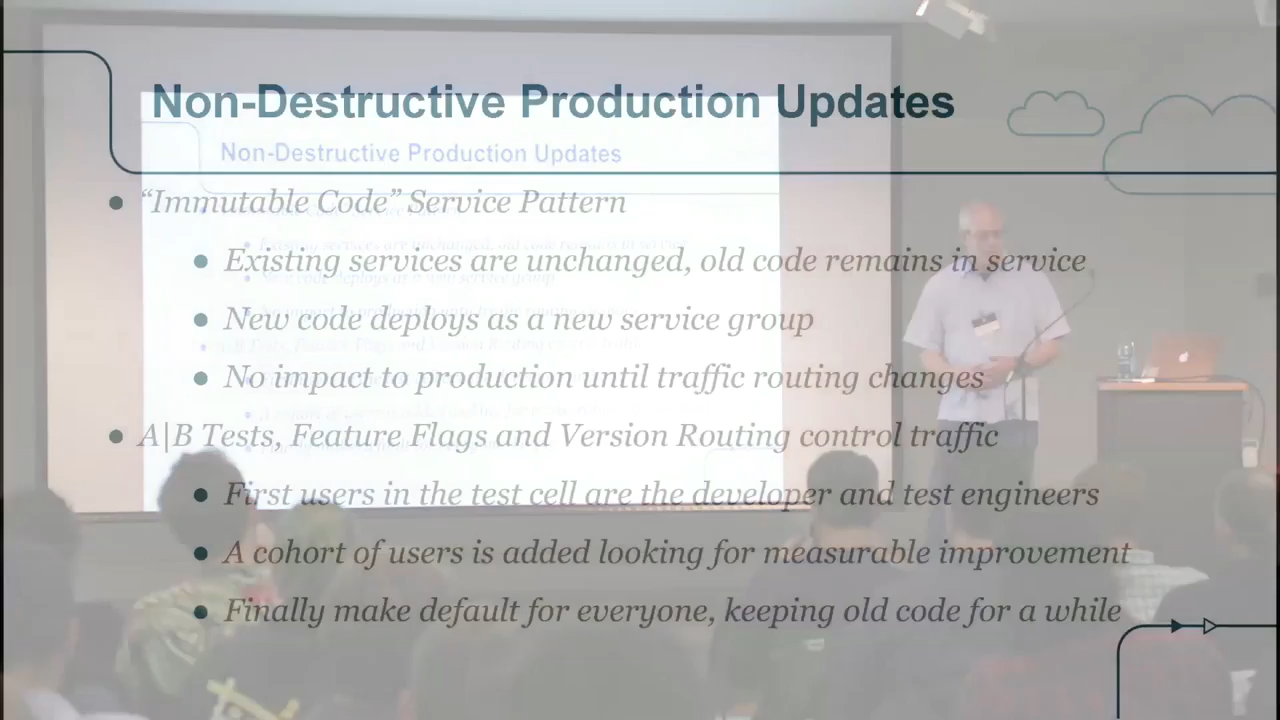 Non-Destructive Production Updates
Non-Destructive Production Updates
● “Immutable Code” Service Pattern
● Existing services are unchanged, old code remains in service
● New code deploys as a new service group
● No impact to production until traffic routing changes
● A|B Tests, Feature Flags and Version Routing control traffic
● First users in the test cell are the developer and test engineers
● A cohort of users is added looking for measurable improvement
● Finally make default for everyone, keeping old code for a while